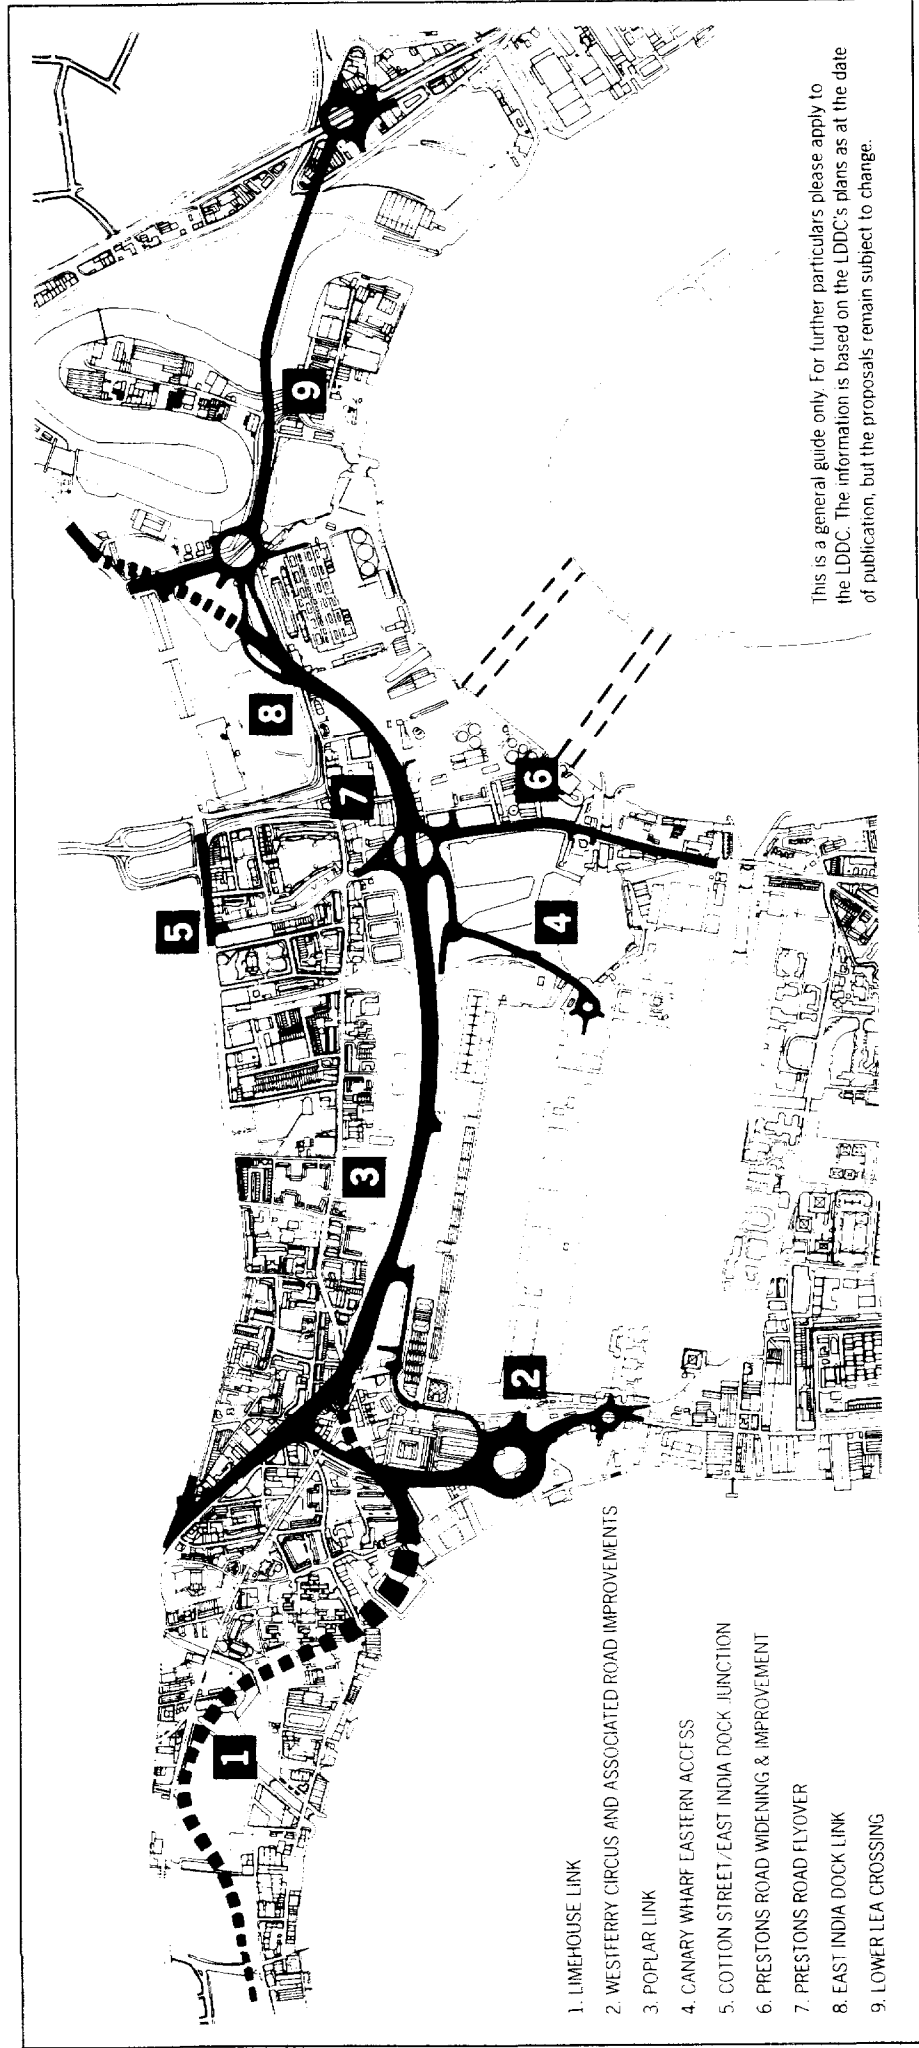 1. LIMEHOUSE LINK
2. WESTFERRY CIRCUS AND ASSOCIATED ROAD IMPROVEMENTS
3. POPLAR LINK
4. CANARY WHARF EASTERN ACCESS
5. COTTON STREET/EAST INDIA DOCK JUNCTION
6. PRESTONS ROAD WIDENING & IMPROVEMENT
7. PRESTONS ROAD FLYOVER
8. EAST INDIA DOCK LINK
9. LOWER LEA CROSSING
1
2
3
4
5
6
7
8
9
This is a general guide only. For further particulars please apply to
the LDDC. The information is based on the LDDC's plans as at the date
of publication, but the proposals remain subject to change.